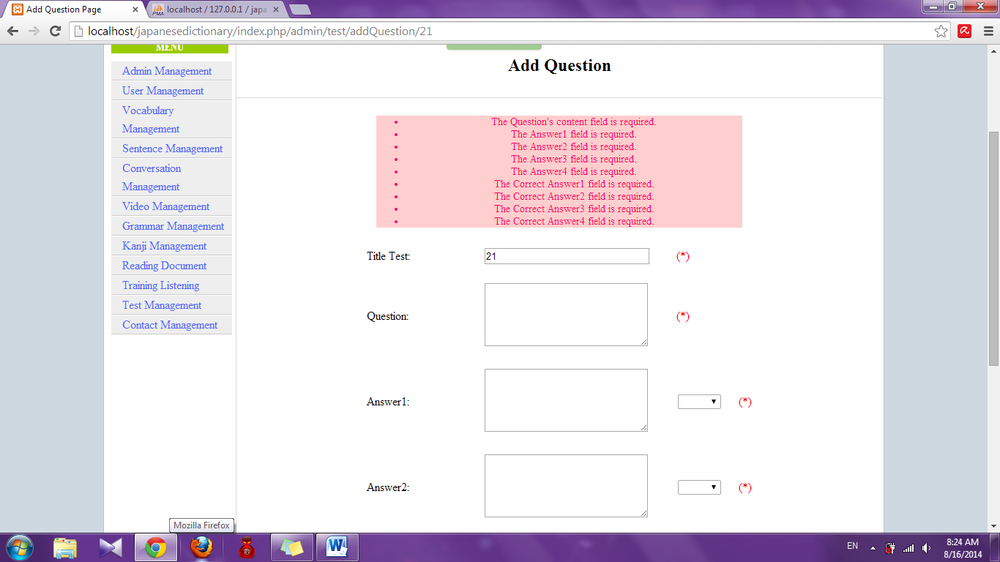 Add Question Page
localhost / 127.0.0.1 / japa
localhost/japanesedictionary/index.php/admin/test/addQuestion/21
MENU
Admin Management
User Management
Vocabulary
Management
Sentence Management
Conversation
Management
Video Management
Grammar Management
Kanji Management
Reading Document
Training Listening
Test Management
Contact Management
Add Question
The Question's content field is required.
The Answer1 field is required.
The Answer2 field is required.
The Answer3 field is required.
The Answer4 field is required.
The Correct Answer1 field is required.
The Correct Answer2 field is required.
The Correct Answer3 field is required.
The Correct Answer4 field is required.
Title Test: 21 (*)
Question: (*)
Answer1: (*)
Answer2: (*)
Mozilla Firefox
EN
8:24 AM
8/16/2014